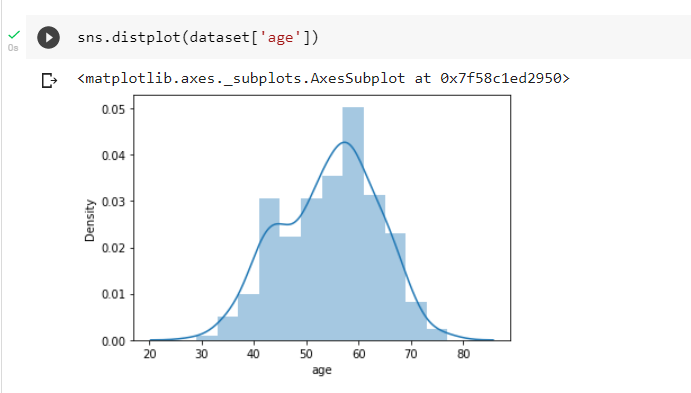 sns.distplot(dataset['age'])
0s
<matplotlib.axes._subplots.AxesSubplot at 0x7f58c1ed2950>
0.05
0.04
0.03
0.02
0.01
0.00
Density
20 30 40 50 60 70 80
age